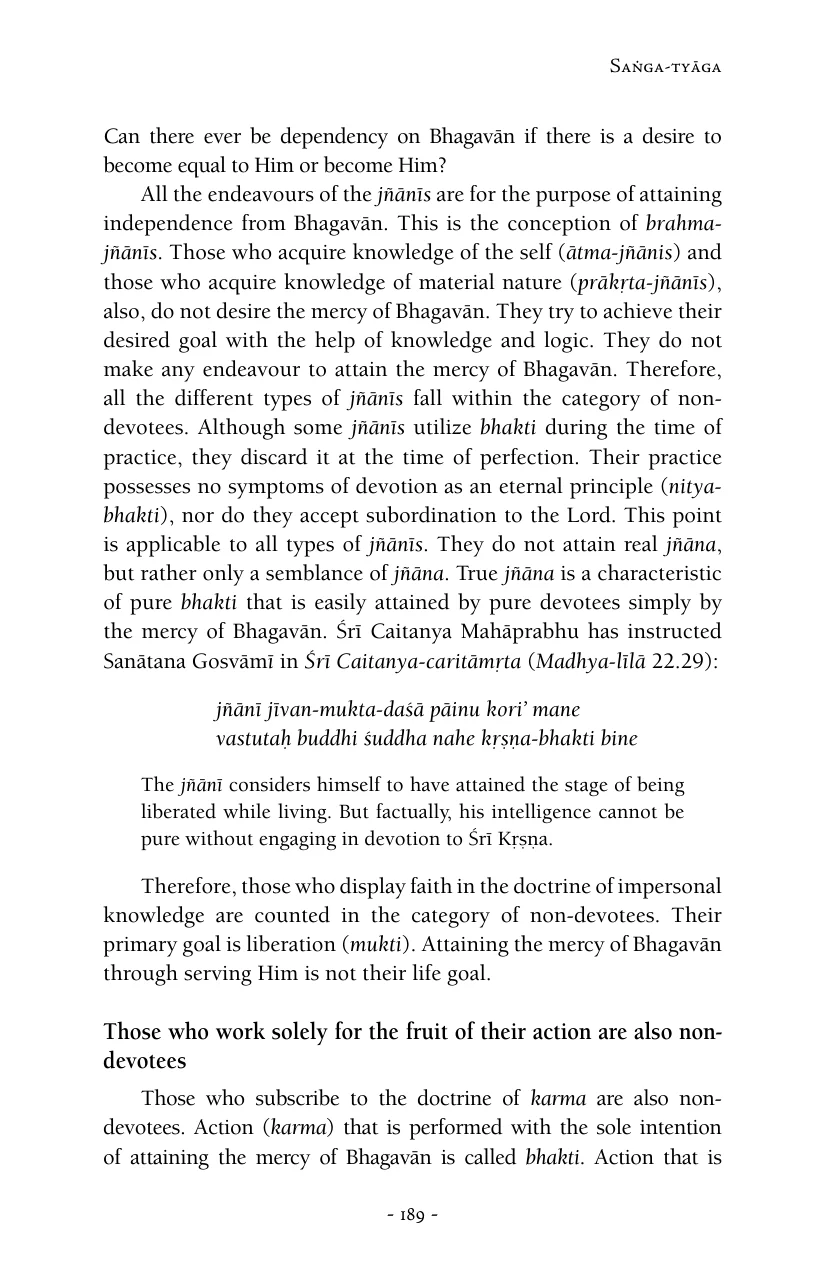 Saṅga-tyāga
Can there ever be dependency on Bhagavān if there is a desire to
become equal to Him or become Him?
All the endeavours of the jñānīs are for the purpose of attaining
independence from Bhagavān. This is the conception of brahma-
jñānīs. Those who acquire knowledge of the self (ātma-jñānis) and
those who acquire knowledge of material nature (prākṛta-jñānīs),
also, do not desire the mercy of Bhagavān. They try to achieve their
desired goal with the help of knowledge and logic. They do not
make any endeavour to attain the mercy of Bhagavān. Therefore,
all the different types of jñānīs fall within the category of non-
devotees. Although some jñānīs utilize bhakti during the time of
practice, they discard it at the time of perfection. Their practice
possesses no symptoms of devotion as an eternal principle (nitya-
bhakti), nor do they accept subordination to the Lord. This point
is applicable to all types of jñānīs. They do not attain real jñāna,
but rather only a semblance of jñāna. True jñāna is a characteristic
of pure bhakti that is easily attained by pure devotees simply by
the mercy of Bhagavān. Śrī Caitanya Mahāprabhu has instructed
Sanātana Gosvāmī in Śrī Caitanya-caritāmṛta (Madhya-līlā 22.29):
jñānī jīvan-mukta-daśā pāinu kori’ mane
vastutaḥ buddhi śuddha nahe kṛṣṇa-bhakti bine
The jñānī considers himself to have attained the stage of being
liberated while living. But factually, his intelligence cannot be
pure without engaging in devotion to Śrī Kṛṣṇa.
Therefore, those who display faith in the doctrine of impersonal
knowledge are counted in the category of non-devotees. Their
primary goal is liberation (mukti). Attaining the mercy of Bhagavān
through serving Him is not their life goal.
Those who work solely for the fruit of their action are also non-
devotees
Those who subscribe to the doctrine of karma are also non-
devotees. Action (karma) that is performed with the sole intention
of attaining the mercy of Bhagavān is called bhakti. Action that is
- 189 -